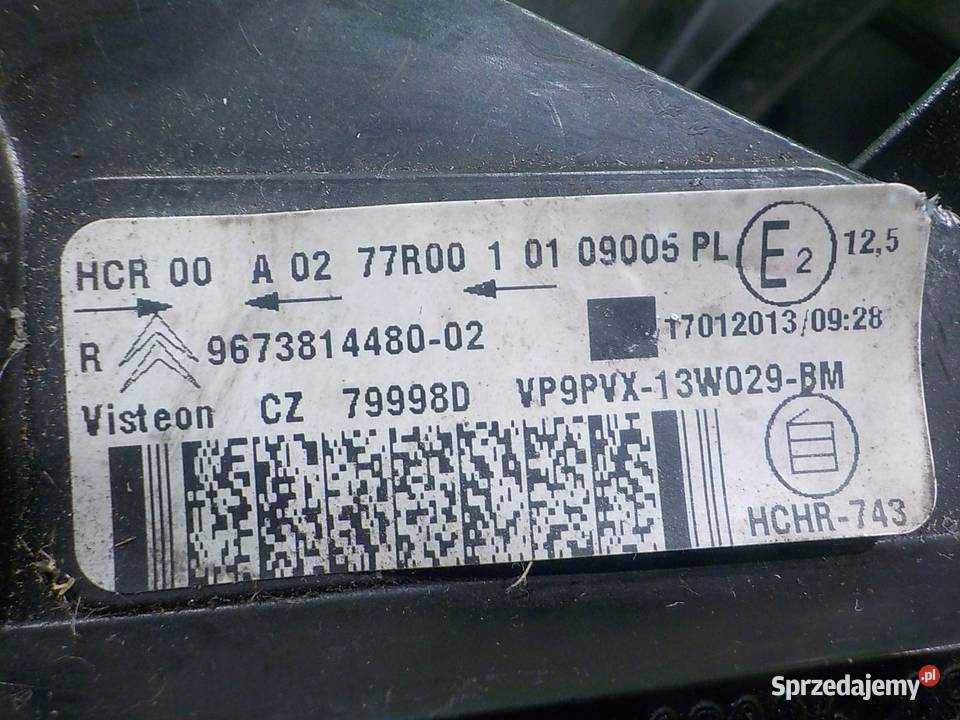 HCR 00 A 02 77R00 1 01 09005 PL E2 12,5
R 9673814480-02 17012013/09:28
Visteon CZ 79998D VP9PVX-13W029-BM
HCHR-743
Sprzedajemy.pl